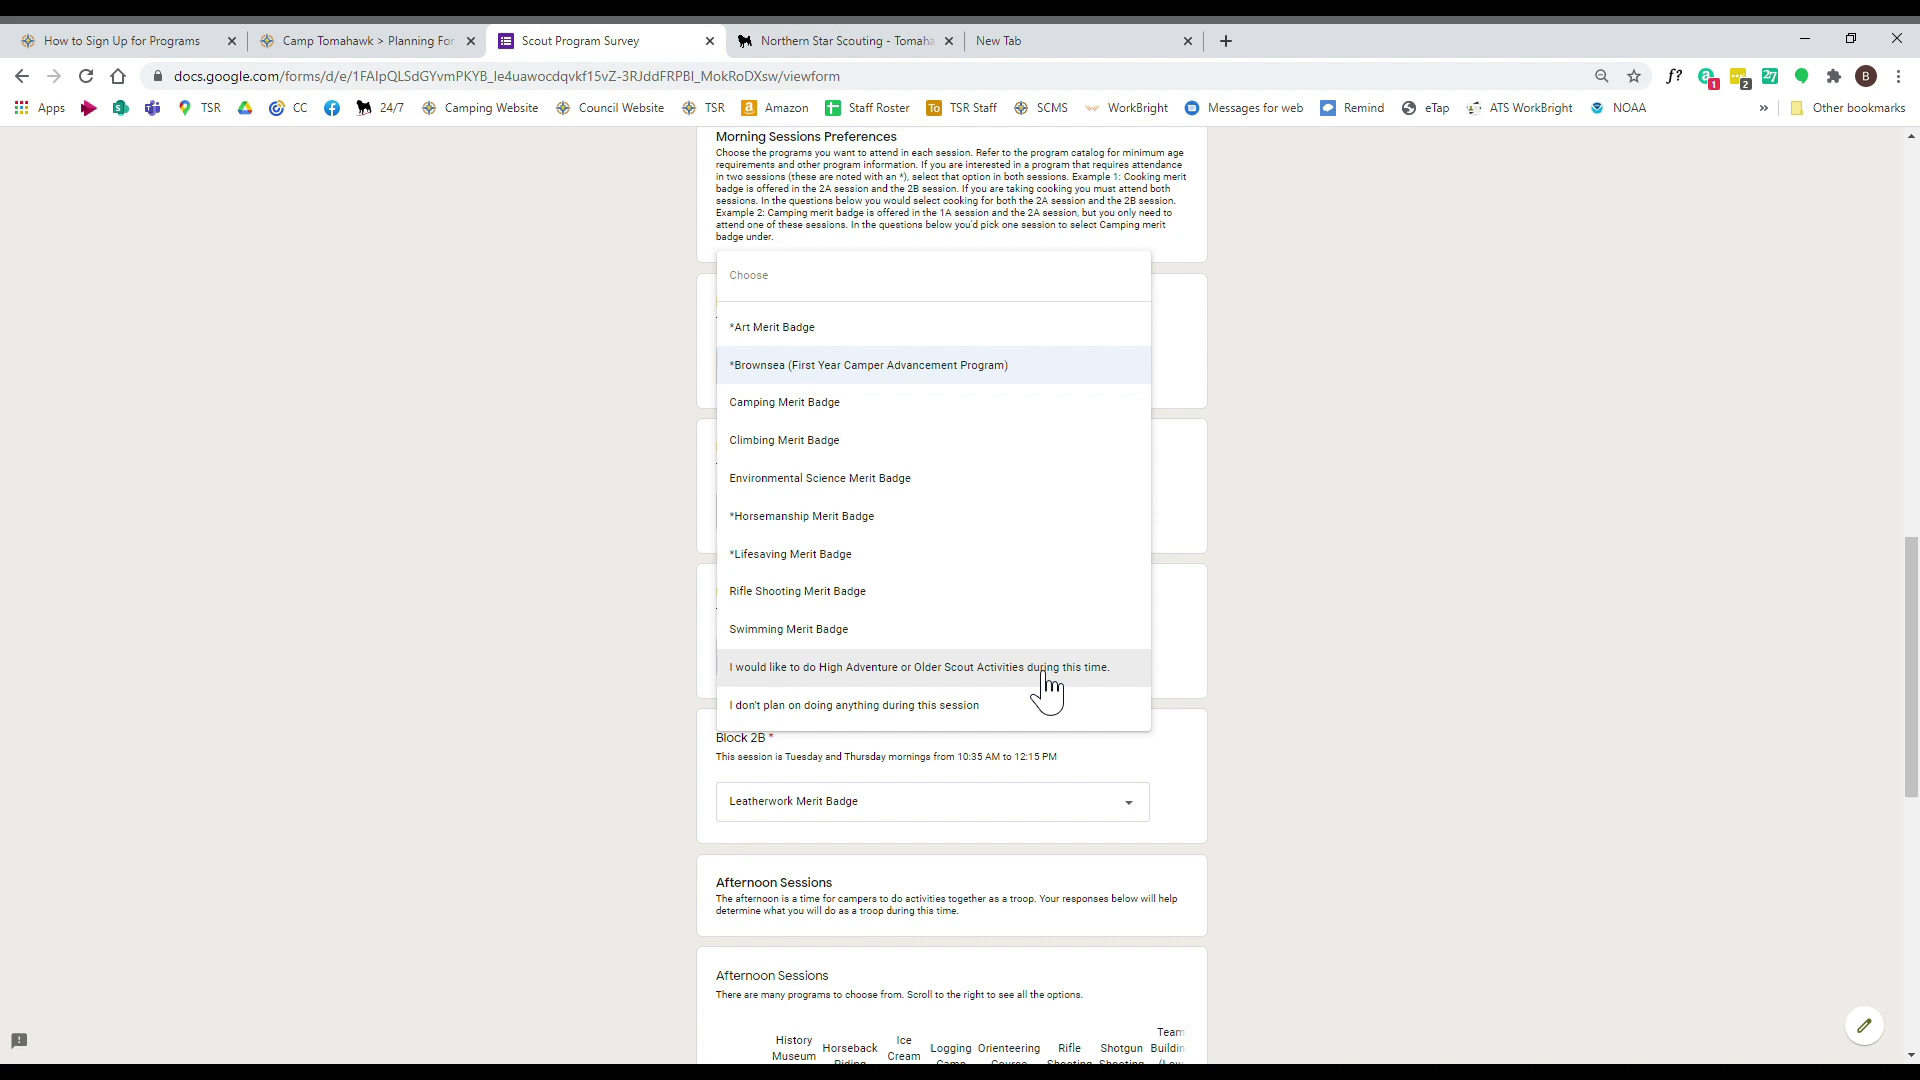 How to Sign Up for Programs
Camp Tomahawk > Planning For
Scout Program Survey
Northern Star Scouting - Tomaha
New Tab
docs.google.com/forms/d/e/1FAIpQLSdGYvmPKYB_le4uawocdqvkf15vZ-3RJddFRPBI_MokRoDXsw/viewform
Apps
TSR
CC
24/7
Camping Website
Council Website
TSR
Amazon
Staff Roster
TSR Staff
SCMS
WorkBright
Messages for web
Remind
eTap
ATS WorkBright
NOAA
Other bookmarks
Morning Sessions Preferences
Choose the programs you want to attend in each session. Refer to the program catalog for minimum age
requirements and other program information. If you are interested in a program that requires attendance
in two sessions (these are noted with an *), select that option in both sessions. Example 1: Cooking merit
badge is offered in the 2A session and the 2B session. If you are taking cooking you must attend both
sessions. In the questions below you would select cooking for both the 2A session and the 2B session.
Example 2: Camping merit badge is offered in the 1A session and the 2A session, but you only need to
attend one of these sessions. In the questions below you'd pick one session to select Camping merit
badge under.
Choose
*Art Merit Badge
*Brownsea (First Year Camper Advancement Program)
Camping Merit Badge
Climbing Merit Badge
Environmental Science Merit Badge
*Horsemanship Merit Badge
*Lifesaving Merit Badge
Rifle Shooting Merit Badge
Swimming Merit Badge
I would like to do High Adventure or Older Scout Activities during this time.
I don't plan on doing anything during this session
Block 2B *
This session is Tuesday and Thursday mornings from 10:35 AM to 12:15 PM
Leatherwork Merit Badge
Afternoon Sessions
The afternoon is a time for campers to do activities together as a troop. Your responses below will help
determine what you will do as a troop during this time.
Afternoon Sessions
There are many programs to choose from. Scroll to the right to see all the options.
History Museum
Horseback
Ice Cream
Logging
Orienteering
Rifle
Shotgun
Team